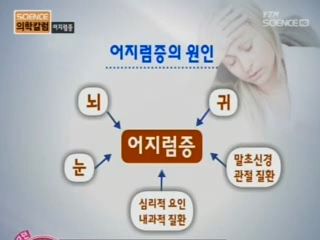 SCIENCE
의학칼럼 어지럼증
YTN
SCIENCE HD
어지럼증의 원인
뇌
귀
어지럼증
눈
말초신경
관절 질환
심리적 요인
내과적 질환